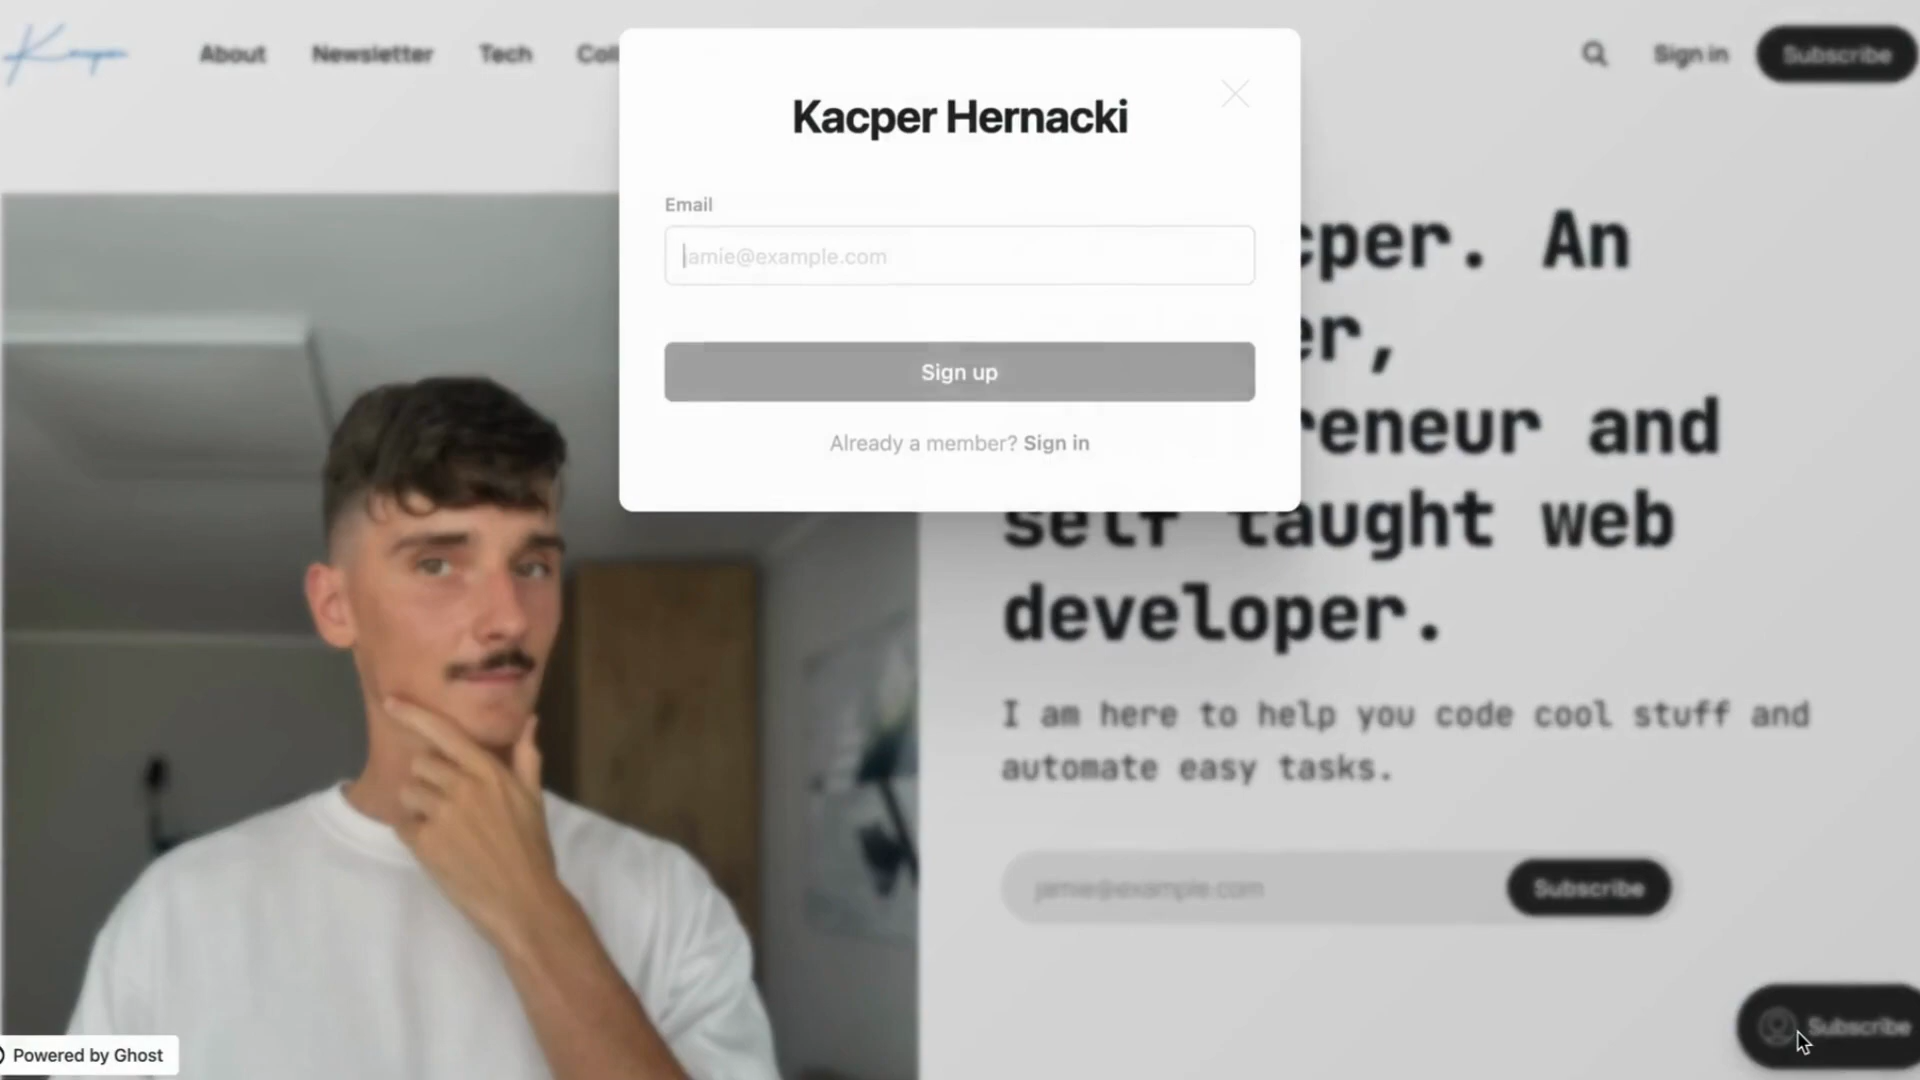 Kacper
About Newsletter Tech Coll
Sign in Subscribe
Kacper Hernacki
Email
jamie@example.com
Sign up
Already a member? Sign in
cper. An
er,
reneur and
self taught web
developer.
I am here to help you code cool stuff and
automate easy tasks.
jamie@example.com Subscribe
Subscribe
Powered by Ghost